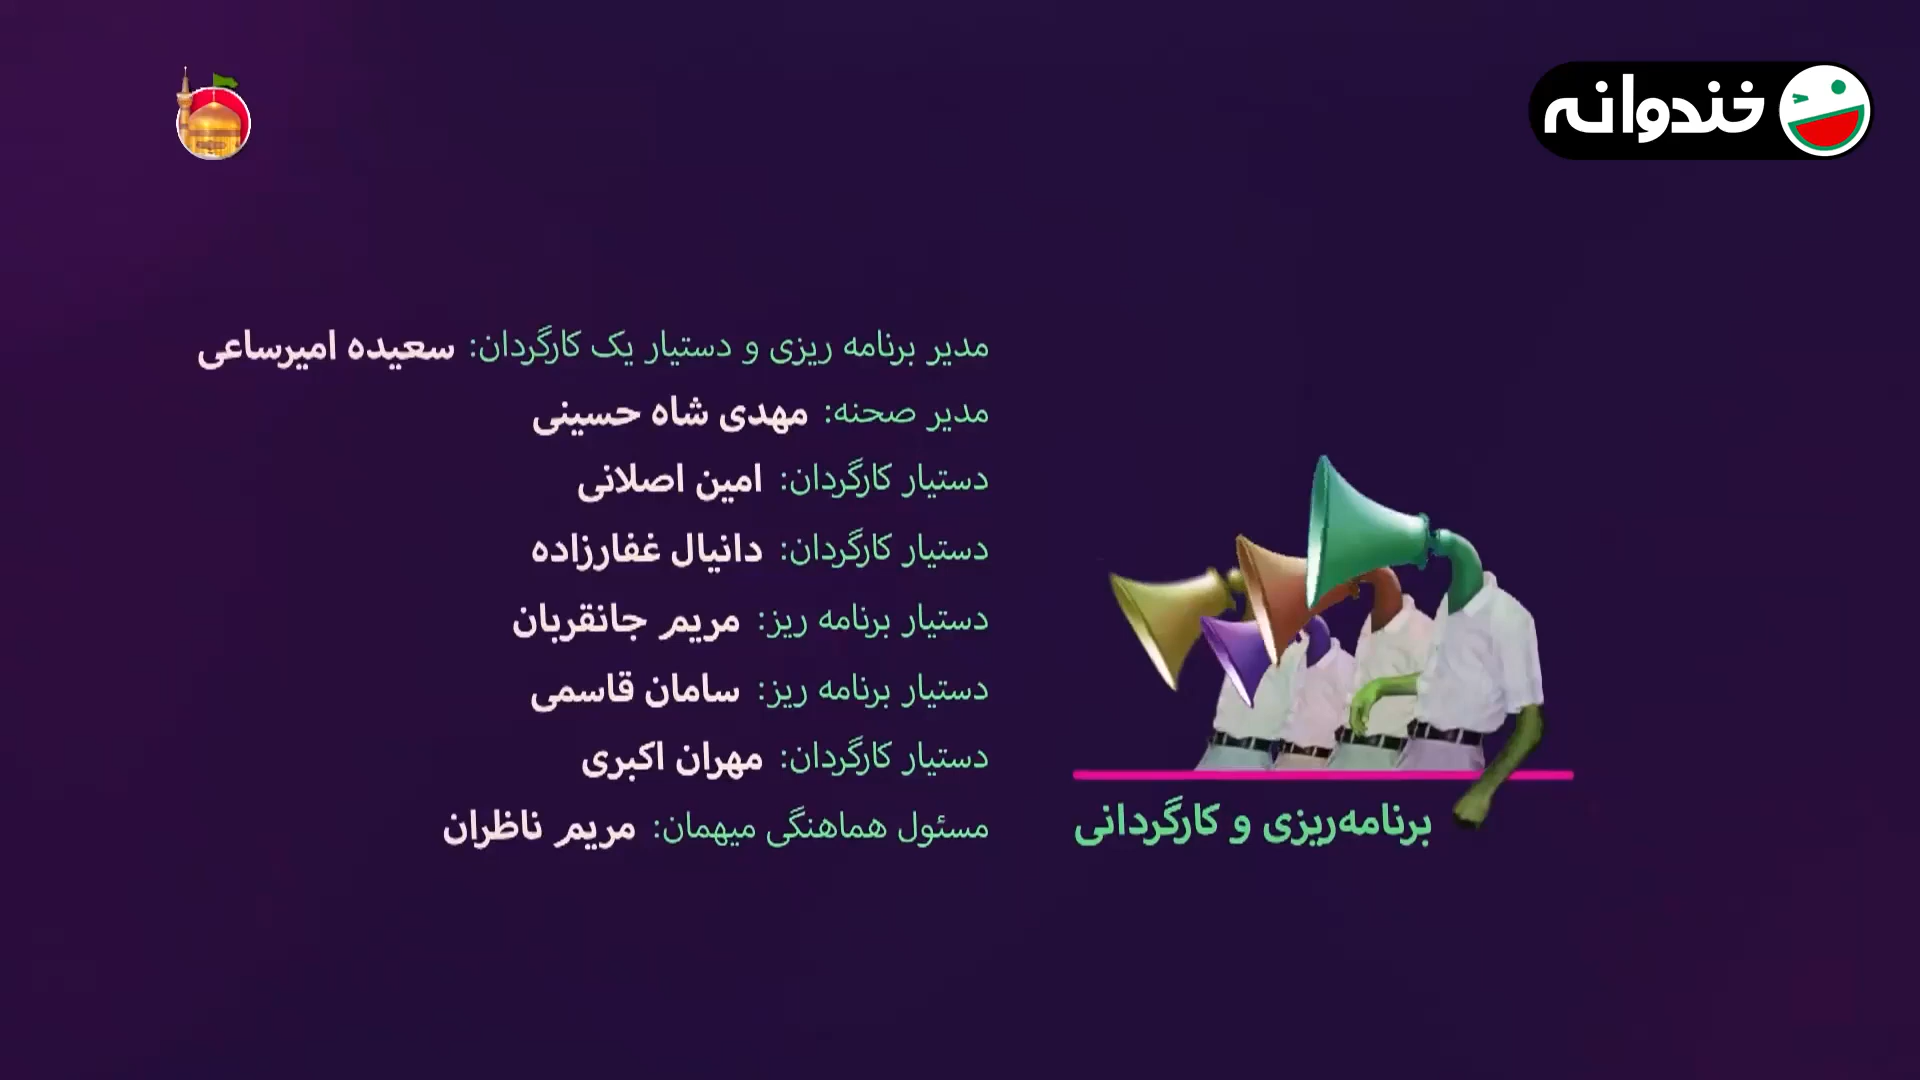 خندوانه
مدیر برنامه ریزی و دستیار یک کارگردان: سعیده امیرساعی
مدیر صحنه: مهدی شاه حسینی
دستیار کارگردان: امین اصلانی
دستیار کارگردان: دانیال غفارزاده
دستیار برنامه ریز: مریم جانقربان
دستیار برنامه ریز: سامان قاسمی
دستیار کارگردان: مهران اکبری
مسئول هماهنگی میهمان: مریم ناظران
برنامه‌ریزی و کارگردانی